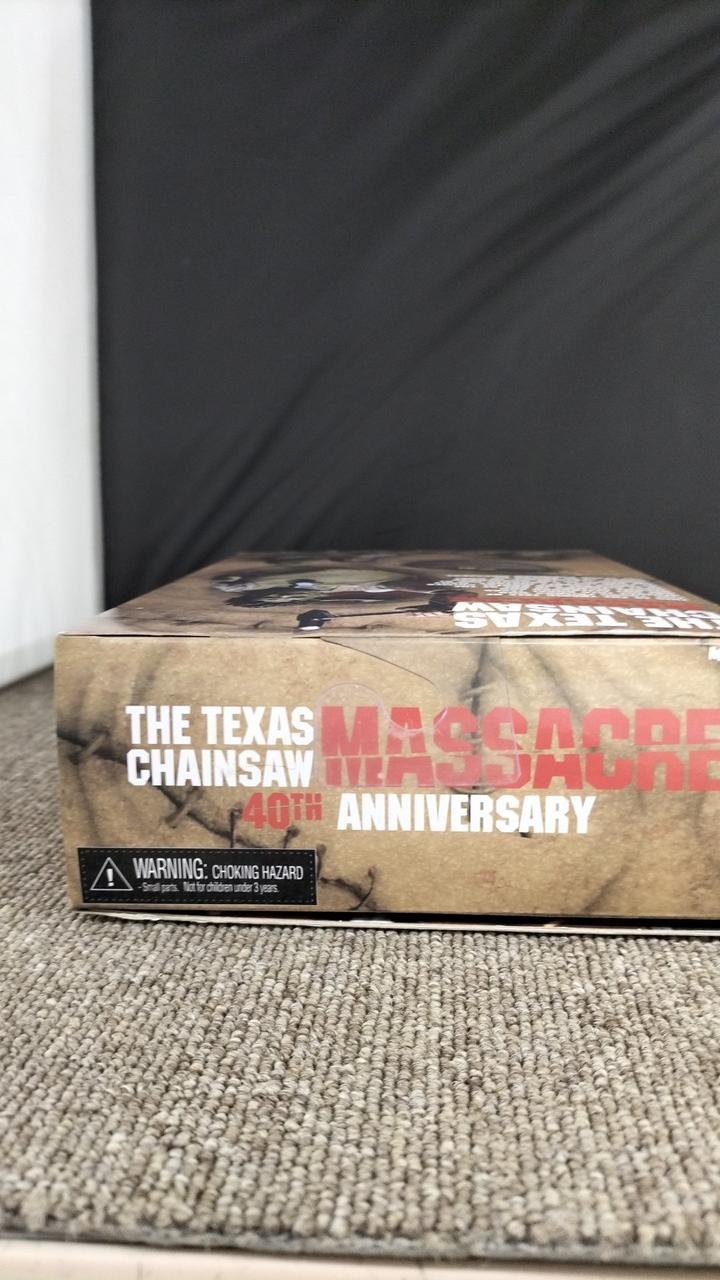 THE TEXAS
CHAINSAW
THE TEXAS MASSACRE
CHAINSAW
40TH ANNIVERSARY
WARNING: CHOKING HAZARD
- Small parts. Not for children under 3 years.